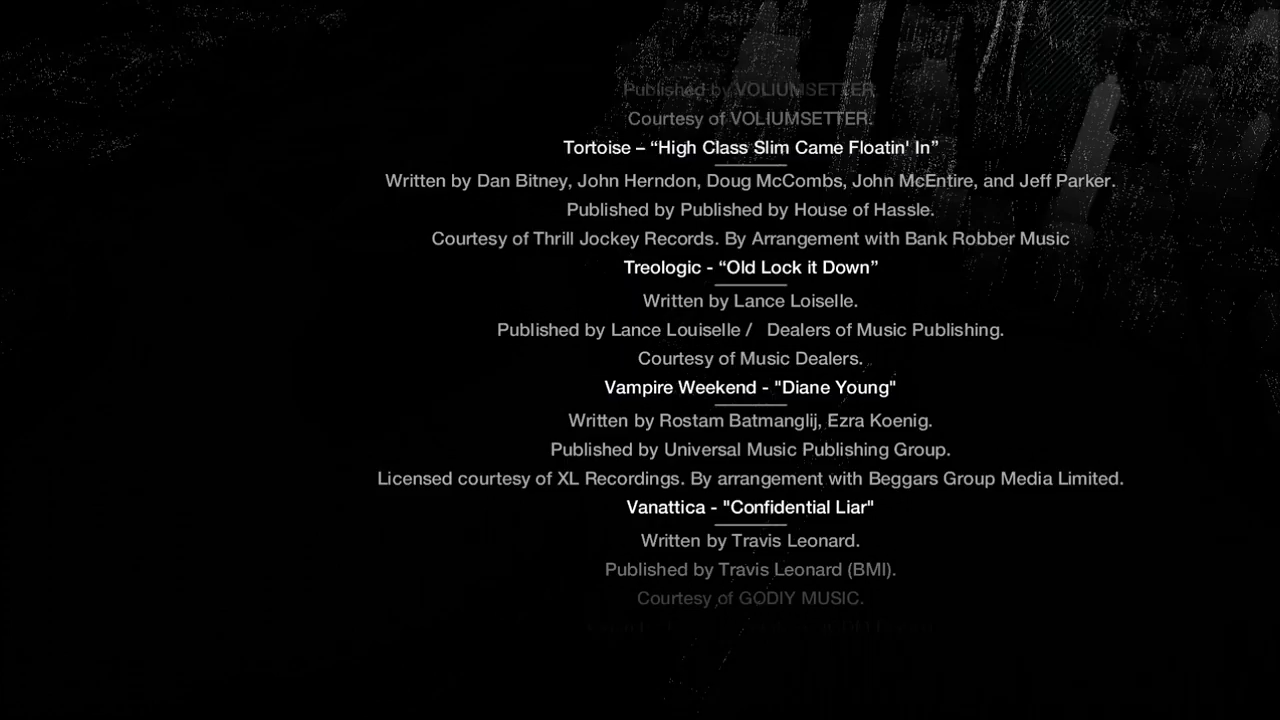 Published by VOLIUMSETTER.
Courtesy of VOLIUMSETTER.
Tortoise – “High Class Slim Came Floatin' In”
Written by Dan Bitney, John Herndon, Doug McCombs, John McEntire, and Jeff Parker.
Published by Published by House of Hassle.
Courtesy of Thrill Jockey Records. By Arrangement with Bank Robber Music
Treologic - “Old Lock it Down”
Written by Lance Loiselle.
Published by Lance Louiselle /   Dealers of Music Publishing.
Courtesy of Music Dealers.
Vampire Weekend - "Diane Young"
Written by Rostam Batmanglij, Ezra Koenig.
Published by Universal Music Publishing Group.
Licensed courtesy of XL Recordings. By arrangement with Beggars Group Media Limited.
Vanattica - "Confidential Liar"
Written by Travis Leonard.
Published by Travis Leonard (BMI).
Courtesy of GODIY MUSIC.